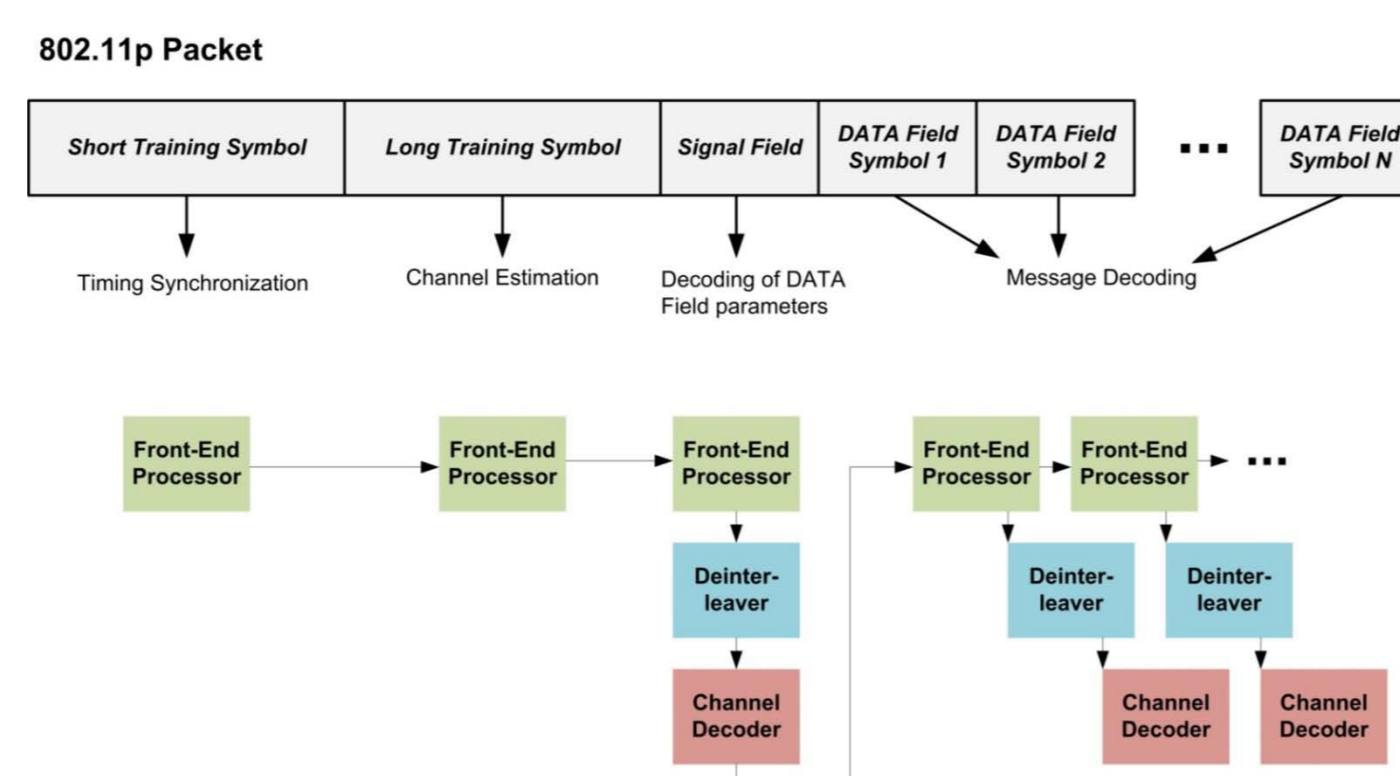 802.11p Packet
Short Training Symbol
Long Training Symbol
Signal Field
DATA Field
Symbol 1
DATA Field
Symbol 2
...
DATA Field
Symbol N
Timing Synchronization
Channel Estimation
Decoding of DATA
Field parameters
Message Decoding
Front-End
Processor
Front-End
Processor
Front-End
Processor
Front-End
Processor
Front-End
Processor
...
Deinter-
leaver
Deinter-
leaver
Deinter-
leaver
Channel
Decoder
Channel
Decoder
Channel
Decoder